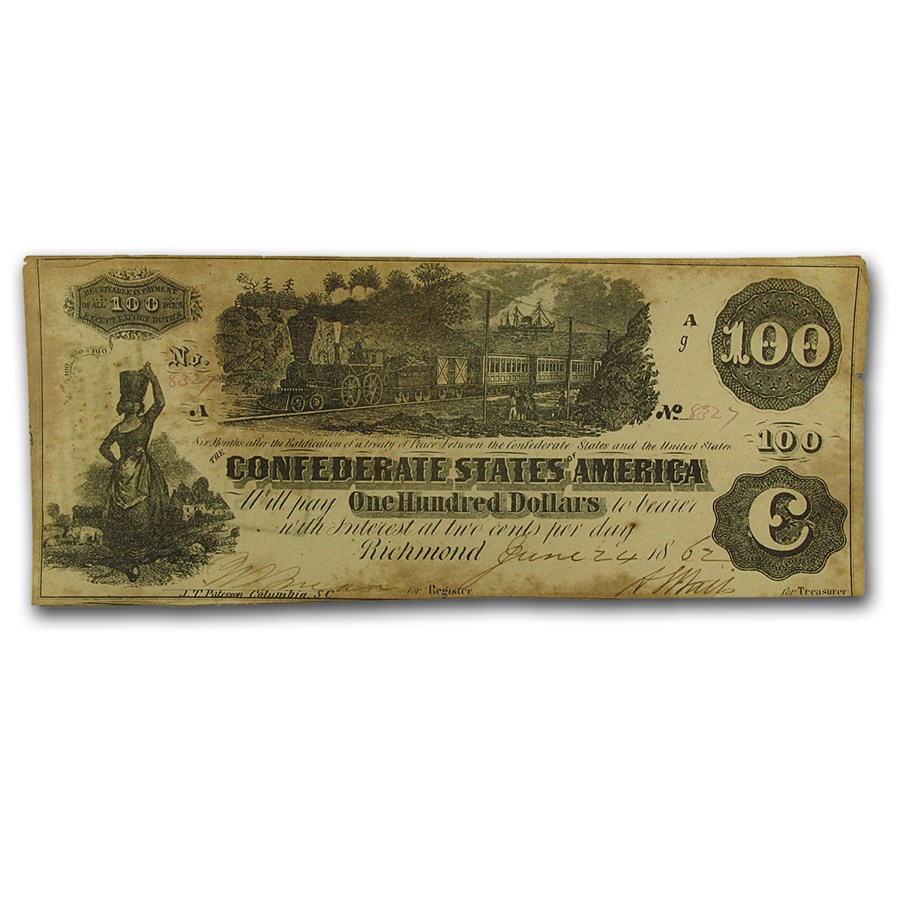 RECEIVABLE IN PAYMENT
OF ALL 100 DUES
EXCEPT EXPORT DUTIES
100
A
g
100
No.
8327
A
No 8327
100
Six Months after the Ratification of a treaty of Peace between the Confederate States and the United States
THE CONFEDERATE STATES OF AMERICA
Will pay One Hundred Dollars to bearer
with Interest at two cents per day
Richmond June 24 1862
C
J.T. Paterson, Columbia, S.C
for Register
for Treasurer